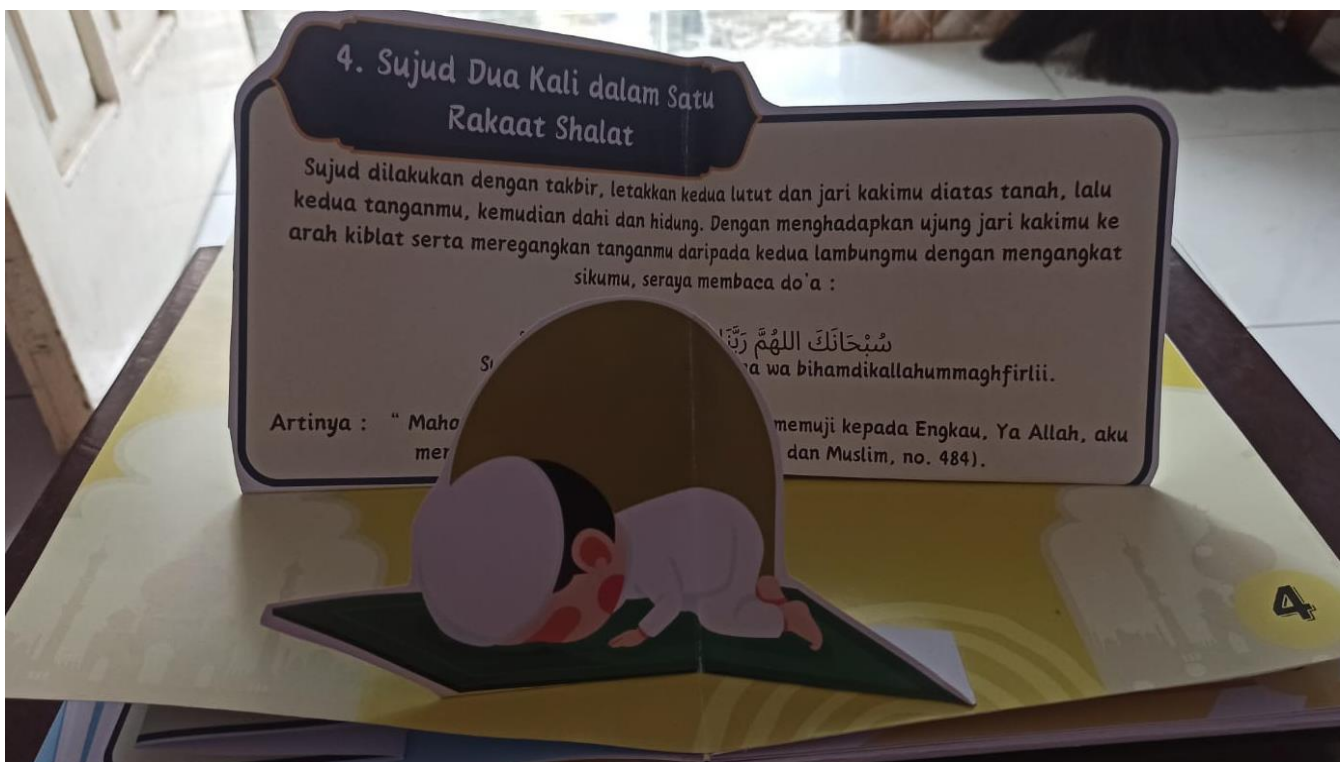 4. Sujud Dua Kali dalam Satu
Rakaat Shalat
Sujud dilakukan dengan takbir, letakkan kedua lutut dan jari kakimu diatas tanah, lalu
kedua tanganmu, kemudian dahi dan hidung. Dengan menghadapkan ujung jari kakimu ke
arah kiblat serta meregangkan tanganmu daripada kedua lambungmu dengan mengangkat
sikumu, seraya membaca do'a :
سُبْحَانَكَ اللهُمَّ
wa bihamdikallahummaghfirlii.
Artinya : " memuji kepada Engkau, Ya Allah, aku
dan Muslim, no. 484).
4